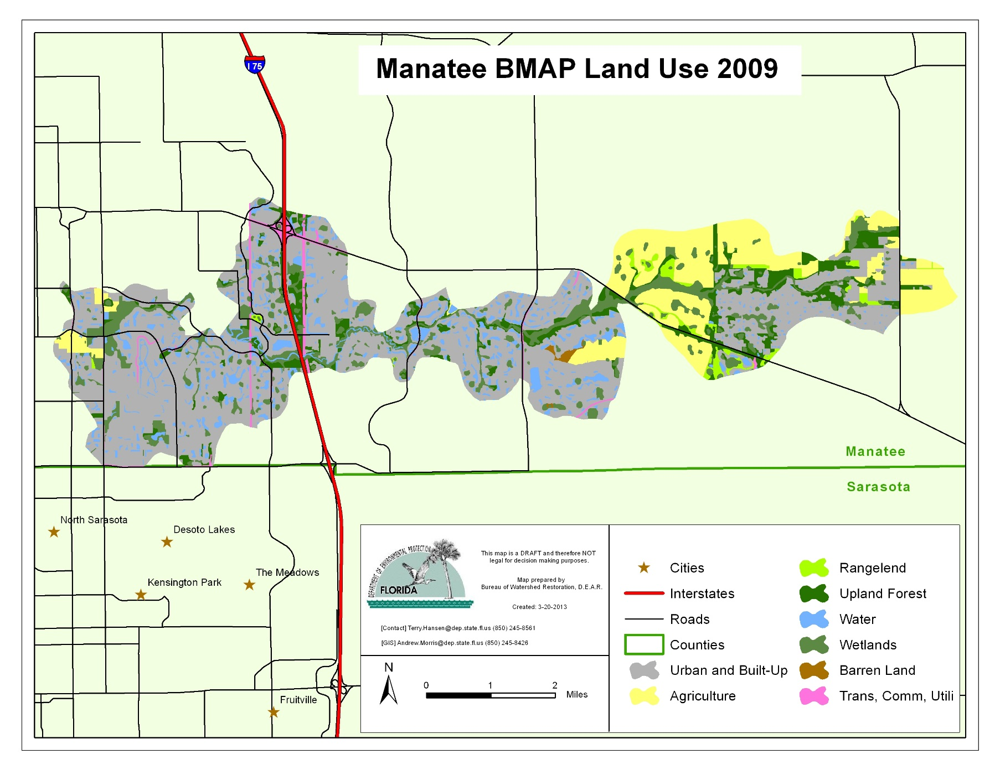 Manatee BMAP Land Use 2009
I 75
Manatee
Sarasota
North Sarasota
Desoto Lakes
The Meadows
Kensington Park
Fruitville
DEPARTMENT OF ENVIRONMENTAL PROTECTION
FLORIDA
This map is a DRAFT and therefore NOT
legal for decision making purposes.
Map prepared by
Bureau of Watershed Restoration, D.E.A.R.
Created: 3-20-2013
[Contact] Terry.Hansen@dep.state.fl.us (850) 245-8561
[GIS] Andrew.Morris@dep.state.fl.us (850) 245-8426
N
0 1 2
Miles
Cities
Interstates
Roads
Counties
Urban and Built-Up
Agriculture
Rangelend
Upland Forest
Water
Wetlands
Barren Land
Trans, Comm, Utili